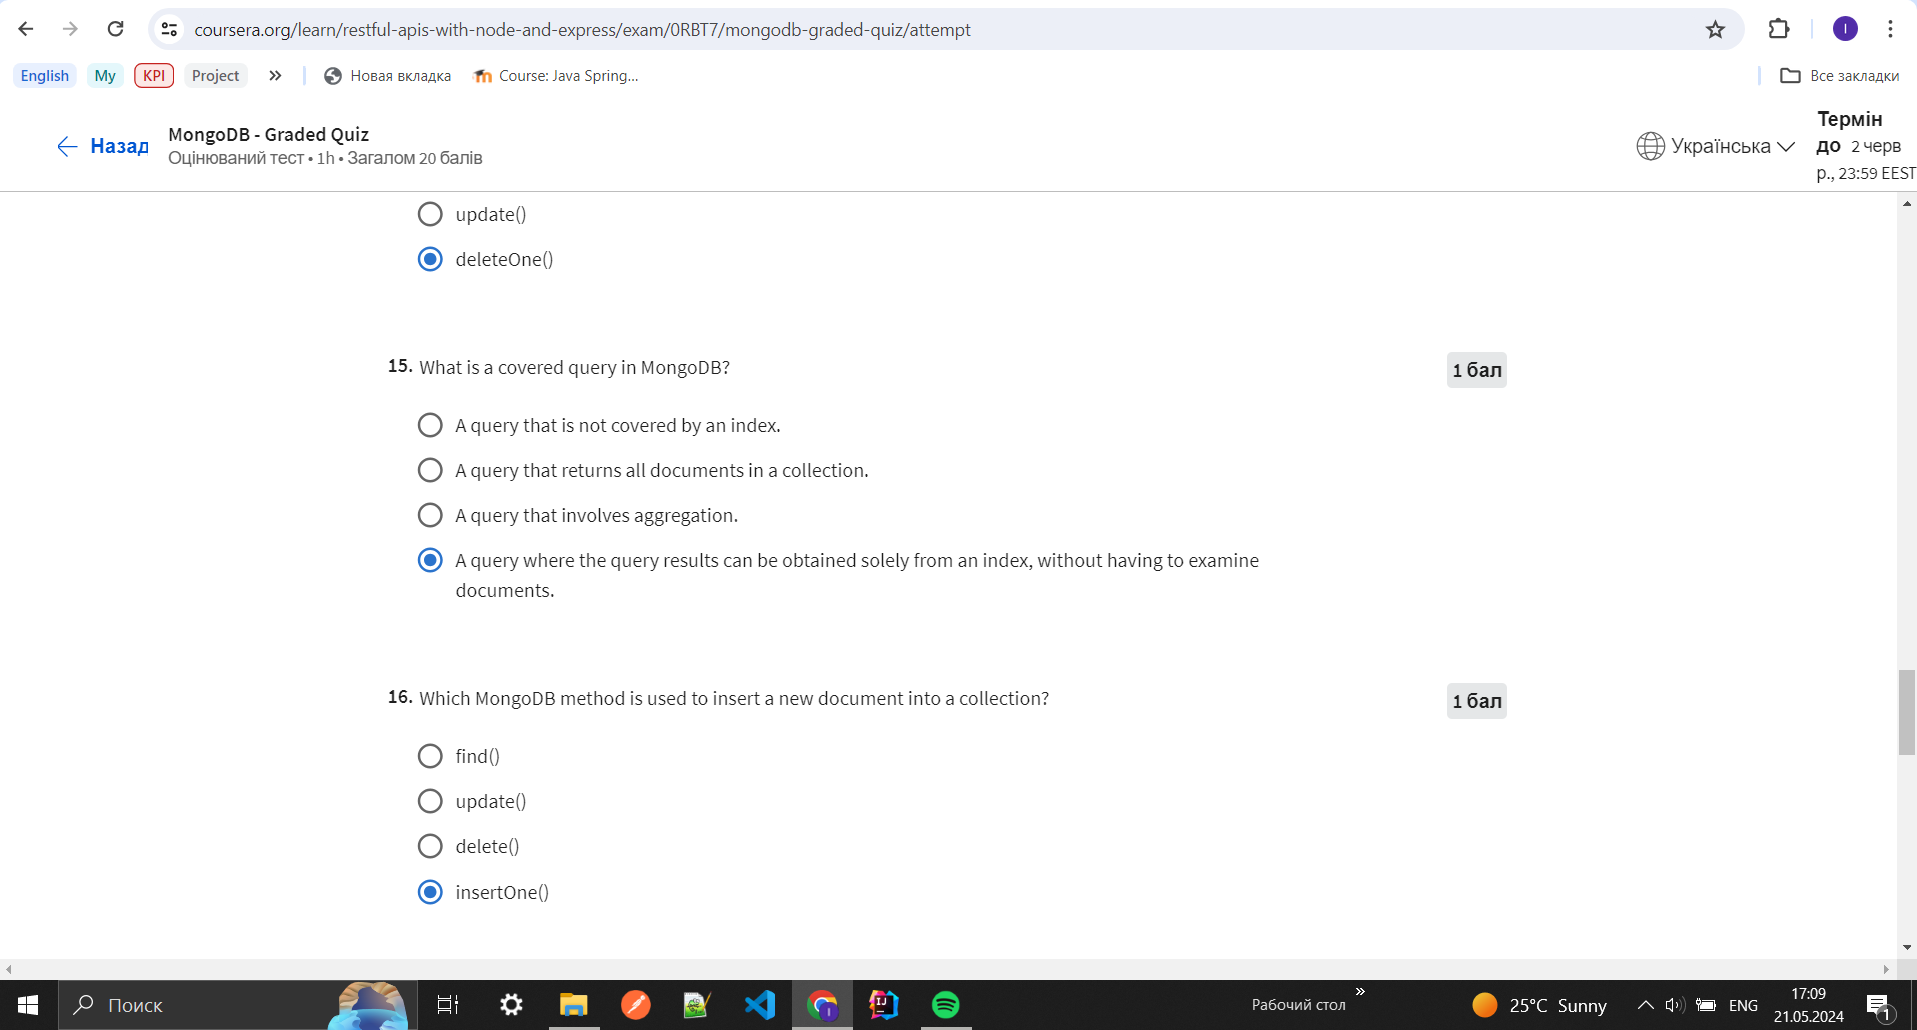 coursera.org/learn/restful-apis-with-node-and-express/exam/0RBT7/mongodb-graded-quiz/attempt
I
English My KPI Project » Новая вкладка Course: Java Spring... Все закладки
Назад
MongoDB - Graded Quiz
Оцінюваний тест • 1h • Загалом 20 балів
Українська
Термін
до 2 черв
р., 23:59 EEST
update()
deleteOne()
15. What is a covered query in MongoDB?
1 бал
A query that is not covered by an index.
A query that returns all documents in a collection.
A query that involves aggregation.
A query where the query results can be obtained solely from an index, without having to examine
documents.
16. Which MongoDB method is used to insert a new document into a collection?
1 бал
find()
update()
delete()
insertOne()
Поиск
IJ
Рабочий стол »
25°C Sunny
ENG
17:09
21.05.2024
1